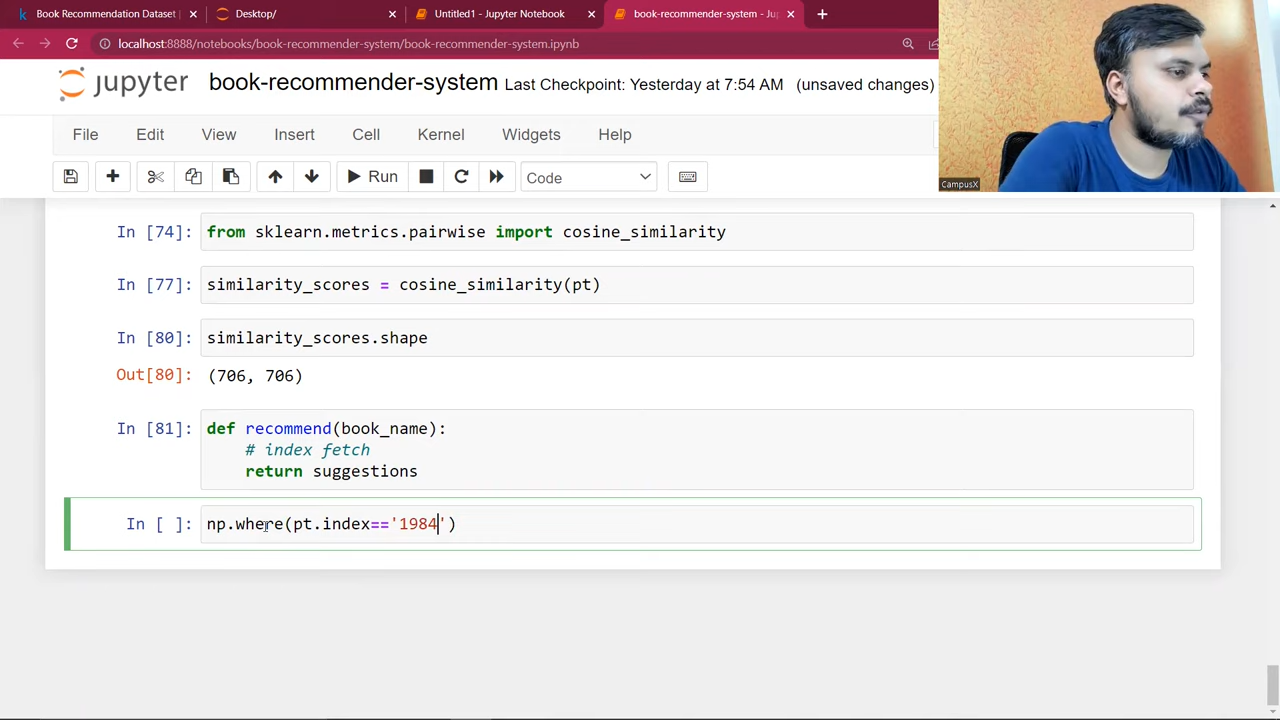 Book Recommendation Dataset
Desktop/
Untitled1 - Jupyter Notebook
book-recommender-system - Ju
localhost:8888/notebooks/book-recommender-system/book-recommender-system.ipynb
jupyter book-recommender-system Last Checkpoint: Yesterday at 7:54 AM (unsaved changes)
CampusX
File Edit View Insert Cell Kernel Widgets Help
Run Code
In [74]: from sklearn.metrics.pairwise import cosine_similarity
In [77]: similarity_scores = cosine_similarity(pt)
In [80]: similarity_scores.shape
Out[80]: (706, 706)
In [81]: def recommend(book_name):
# index fetch
return suggestions
In [ ]: np.where(pt.index=='1984')